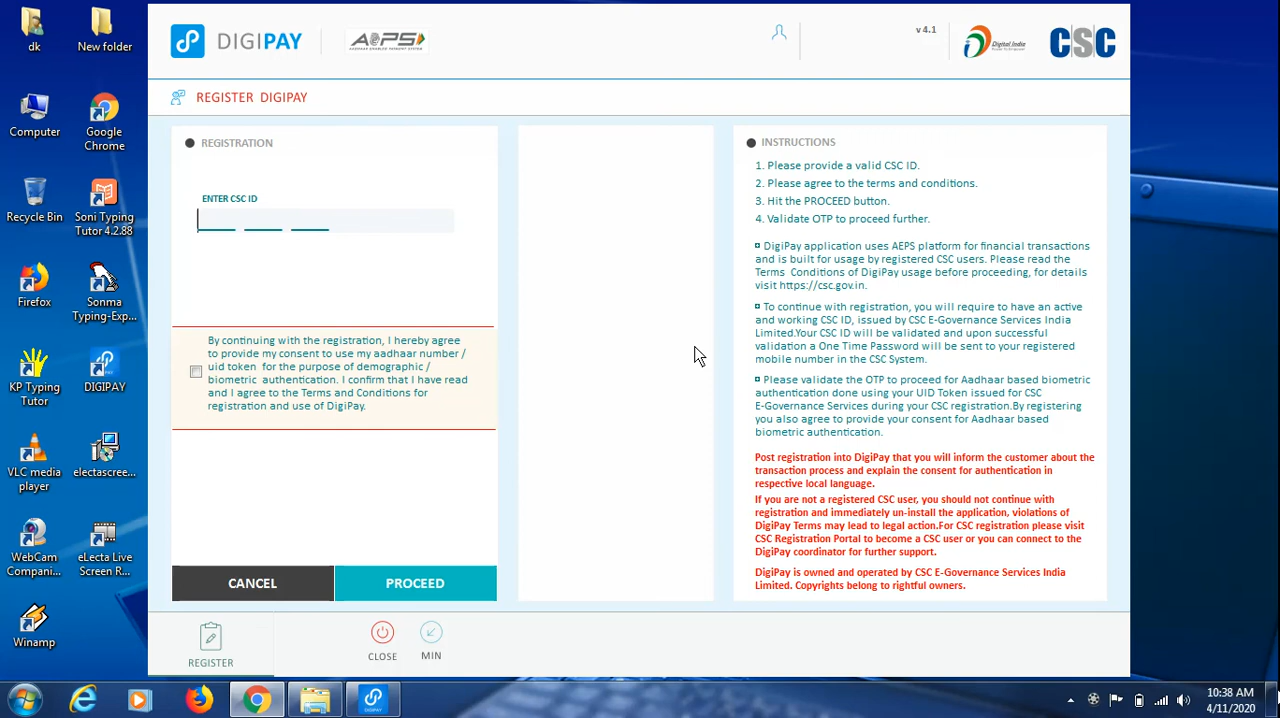 dk
New folder
Computer
Google
Chrome
Recycle Bin
Soni Typing
Tutor 4.2.88
Firefox
Sonma
Typing-Exp...
KP Typing
Tutor
DIGIPAY
VLC media
player
electascree...
WebCam
Compani...
eLecta Live
Screen R...
Winamp
DIGIPAY
AePS
AADHAAR ENABLED PAYMENT SYSTEM
v 4.1
Digital India
CSC
REGISTER DIGIPAY
REGISTRATION
ENTER CSC ID
By continuing with the registration, I hereby agree
to provide my consent to use my aadhaar number /
uid token for the purpose of demographic /
biometric authentication. I confirm that I have read
and I agree to the Terms and Conditions for
registration and use of DigiPay.
CANCEL
PROCEED
INSTRUCTIONS
1. Please provide a valid CSC ID.
2. Please agree to the terms and conditions.
3. Hit the PROCEED button.
4. Validate OTP to proceed further.
DigiPay application uses AEPS platform for financial transactions
and is built for usage by registered CSC users. Please read the
Terms Conditions of DigiPay usage before proceeding, for details
visit https://csc.gov.in.
To continue with registration, you will require to have an active
and working CSC ID, issued by CSC E-Governance Services India
Limited.Your CSC ID will be validated and upon successful
validation a One Time Password will be sent to your registered
mobile number in the CSC System.
Please validate the OTP to proceed for Aadhaar based biometric
authentication done using your UID Token issued for CSC
E-Governance Services during your CSC registration.By registering
you also agree to provide your consent for Aadhaar based
biometric authentication.
Post registration into DigiPay that you will inform the customer about the
transaction process and explain the consent for authentication in
respective local language.
If you are not a registered CSC user, you should not continue with
registration and immediately un-install the application, violations of
DigiPay Terms may lead to legal action.For CSC registration please visit
CSC Registration Portal to become a CSC user or you can connect to the
DigiPay coordinator for further support.
DigiPay is owned and operated by CSC E-Governance Services India
Limited. Copyrights belong to rightful owners.
REGISTER
CLOSE
MIN
DIGIPAY
10:38 AM
4/11/2020